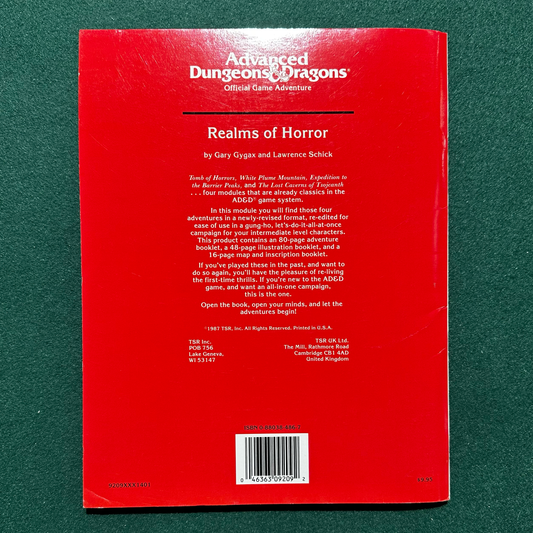 Advanced
Dungeons & Dragons®
Official Game Adventure
Realms of Horror
by Gary Gygax and Lawrence Schick
Tomb of Horrors, White Plume Mountain, Expedition to
the Barrier Peaks, and The Lost Caverns of Tsojcanth
. . . four modules that are already classics in the
AD&D® game system.
In this module you will find those four
adventures in a newly-revised format, re-edited for
ease of use in a gung-ho, let's-do-it-all-at-once
campaign for your intermediate level characters.
This product contains an 80-page adventure
booklet, a 48-page illustration booklet, and a
16-page map and inscription booklet.
If you've played these in the past, and want to
do so again, you'll have the pleasure of re-living
the first-time thrills. If you're new to the AD&D
game, and want an all-in-one campaign,
this is the one.
Open the book, open your minds, and let the
adventures begin!
©1987 TSR, Inc. All Rights Reserved. Printed in U.S.A.
TSR Inc.
POB 756
Lake Geneva,
WI 53147
TSR UK Ltd.
The Mill, Rathmore Road
Cambridge CB1 4AD
United Kingdom
ISBN
0 46363 09209 2